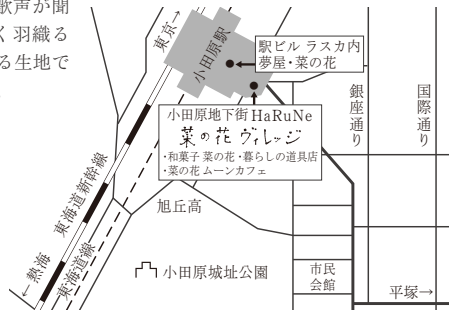 歌声が聞
く羽織る
る生地で
東京→
小田原駅
駅ビル ラスカ内
夢屋・菜の花
小田原地下街 HaRuNe
菜の花 ヴィレッジ
・和菓子 菜の花・暮らしの道具店
・菜の花 ムーンカフェ
銀座通り
国際通り
東海道新幹線
東海道線
←熱海
旭丘高
小田原城址公園
市民
会館
平塚→